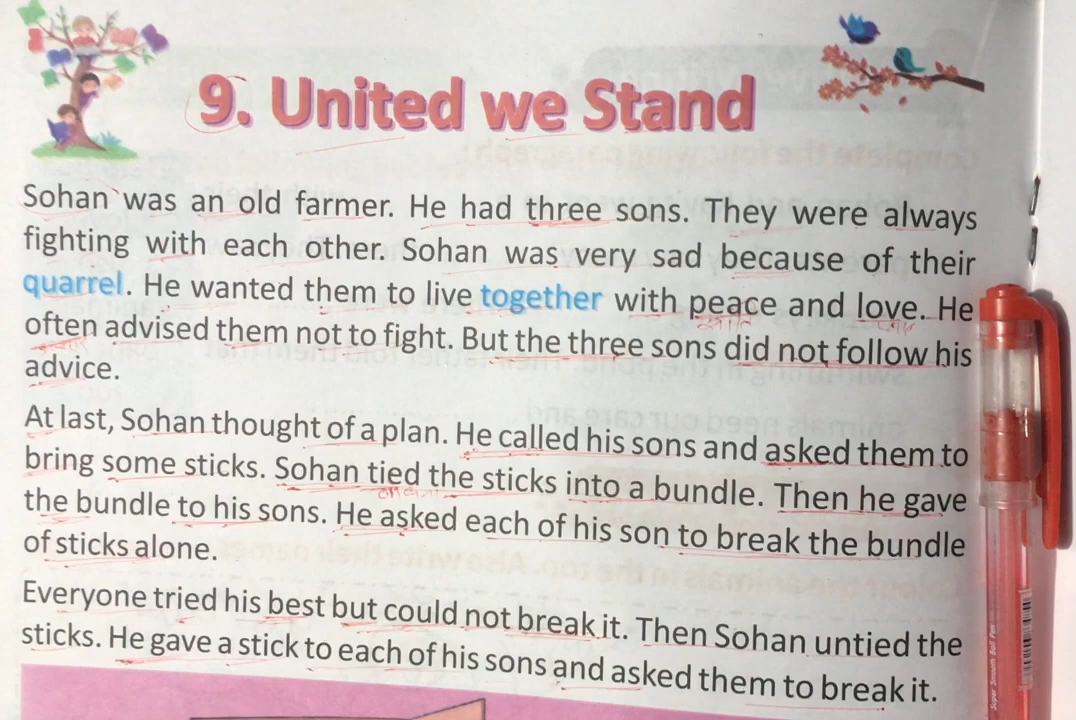 9. United we Stand
Sohan was an old farmer. He had three sons. They were always
fighting with each other. Sohan was very sad because of their
quarrel. He wanted them to live together with peace and love. He
often advised them not to fight. But the three sons did not follow his
advice.
At last, Sohan thought of a plan. He called his sons and asked them to
bring some sticks. Sohan tied the sticks into a bundle. Then he gave
the bundle to his sons. He asked each of his son to break the bundle
of sticks alone.
Everyone tried his best but could not break it. Then Sohan untied the
sticks. He gave a stick to each of his sons and asked them to break it.